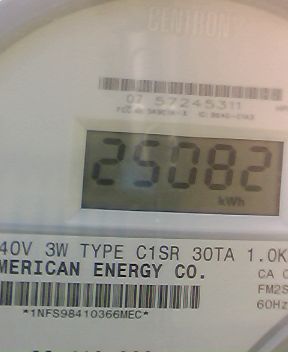 CENTRON
07 57245311
25082
kWh
40V 3W TYPE C1SR 30TA 1.0K
MERICAN ENERGY CO.
CA 0
FM2S
60Hz
*1NFS98410366MEC*